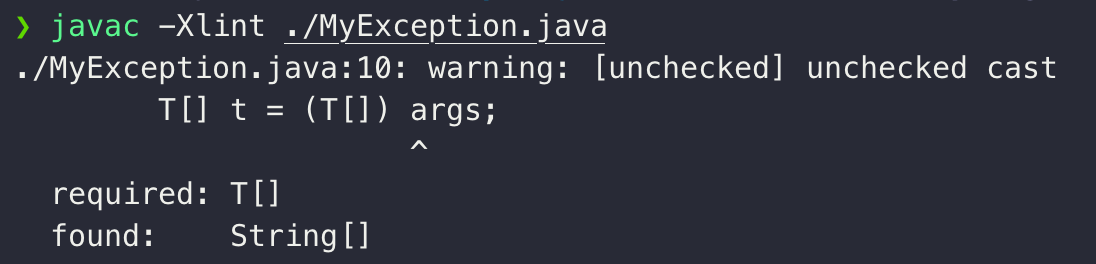 ❯ javac -Xlint ./MyException.java
./MyException.java:10: warning: [unchecked] unchecked cast
        T[] t = (T[]) args;
                      ^
  required: T[]
  found:    String[]